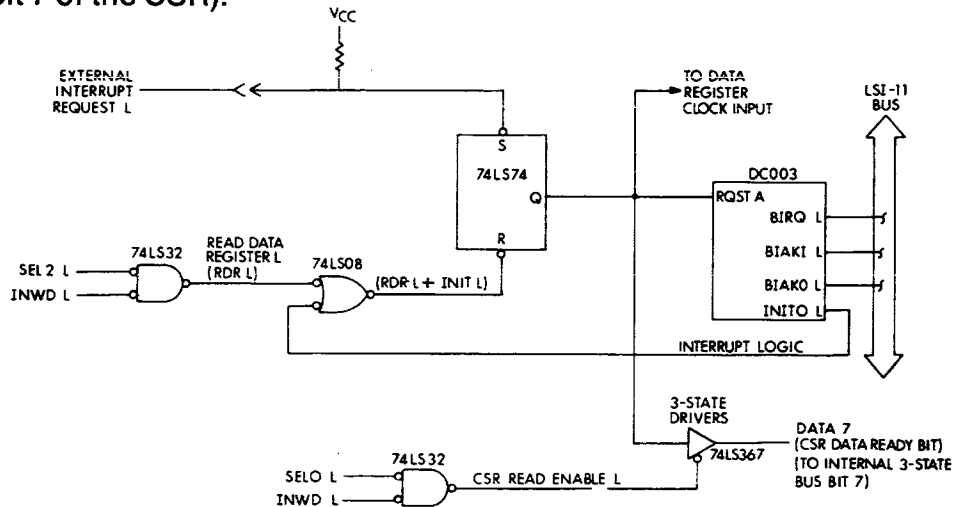 bit 7 of the CSR).
VCC
EXTERNAL
INTERRUPT
REQUEST L
TO DATA
REGISTER
CLOCK INPUT
LSI-11
BUS
S
74LS74
Q
R
DC003
RQST A
BIRQ L
BIAKI L
BIAKO L
INITO L
74LS32
SEL2 L
INWD L
READ DATA
REGISTER L
(RDR L)
74LS08
(RDR L + INIT L)
INTERRUPT LOGIC
3-STATE
DRIVERS
74LS367
DATA 7
(CSR DATA READY BIT)
(TO INTERNAL 3-STATE
BUS BIT 7)
74LS32
SELO L
INWD L
CSR READ ENABLE L